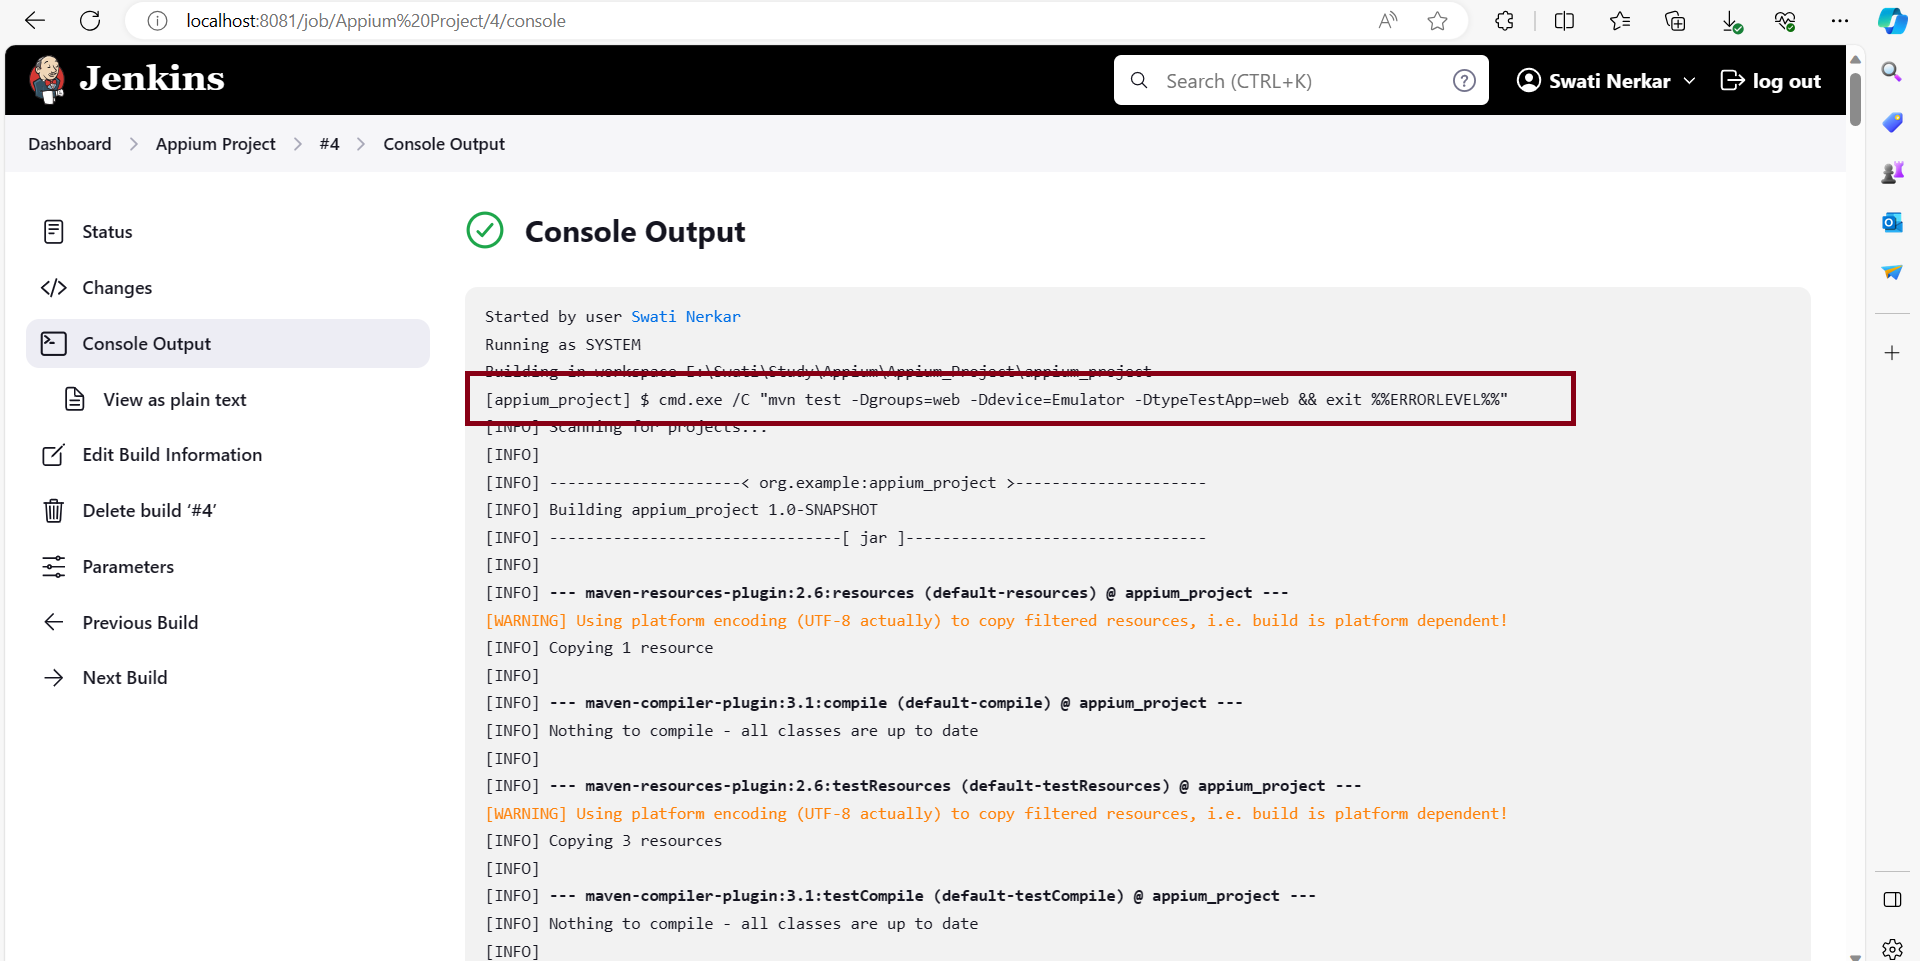 localhost:8081/job/Appium%20Project/4/console
Jenkins
Search (CTRL+K)
Swati Nerkar
log out
Dashboard
Appium Project
#4
Console Output
Status
Changes
Console Output
View as plain text
Edit Build Information
Delete build ‘#4’
Parameters
Previous Build
Next Build
Console Output
Started by user Swati Nerkar
Running as SYSTEM
Building in workspace E:\Swati\Study\Appium\Appium_Project\appium_project
[appium_project] $ cmd.exe /C "mvn test -Dgroups=web -Ddevice=Emulator -DtypeTestApp=web && exit %%ERRORLEVEL%%"
[INFO] Scanning for projects...
[INFO]
[INFO] ---------------------< org.example:appium_project >---------------------
[INFO] Building appium_project 1.0-SNAPSHOT
[INFO] --------------------------------[ jar ]---------------------------------
[INFO]
[INFO] --- maven-resources-plugin:2.6:resources (default-resources) @ appium_project ---
[WARNING] Using platform encoding (UTF-8 actually) to copy filtered resources, i.e. build is platform dependent!
[INFO] Copying 1 resource
[INFO]
[INFO] --- maven-compiler-plugin:3.1:compile (default-compile) @ appium_project ---
[INFO] Nothing to compile - all classes are up to date
[INFO]
[INFO] --- maven-resources-plugin:2.6:testResources (default-testResources) @ appium_project ---
[WARNING] Using platform encoding (UTF-8 actually) to copy filtered resources, i.e. build is platform dependent!
[INFO] Copying 3 resources
[INFO]
[INFO] --- maven-compiler-plugin:3.1:testCompile (default-testCompile) @ appium_project ---
[INFO] Nothing to compile - all classes are up to date
[INFO]